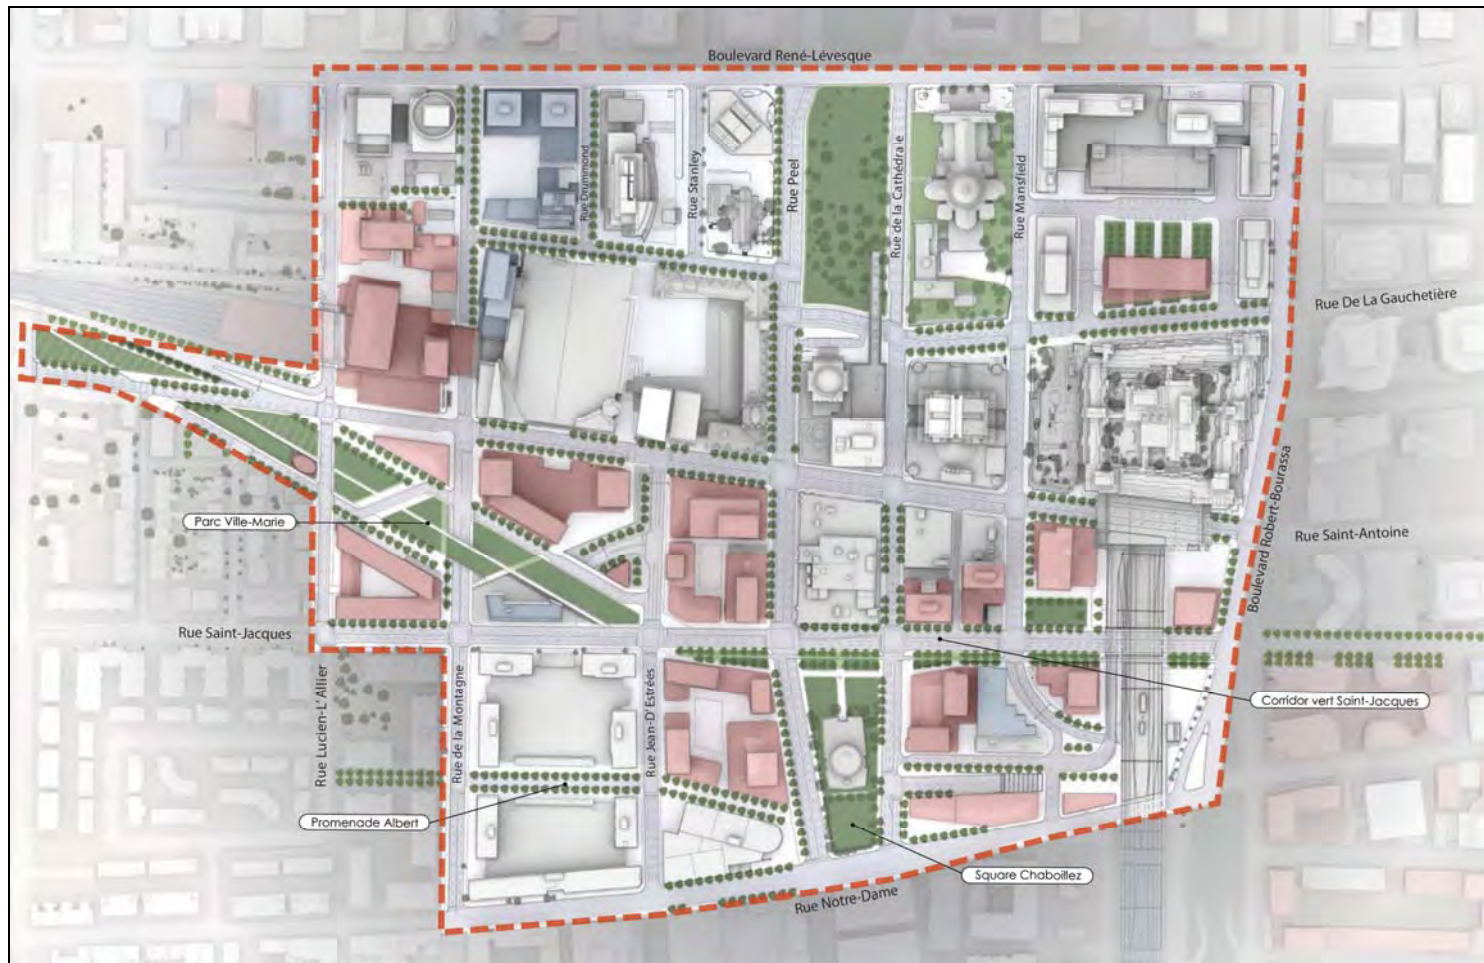 Boulevard René-Lévesque
Rue Drummond
Rue Stanley
Rue Peel
Rue de la Cathédrale
Rue Mansfield
Rue De La Gauchetière
Boulevard Robert-Bourassa
Rue Saint-Antoine
Parc Ville-Marie
Rue Saint-Jacques
Rue Lucien-L'Allier
Rue de la Montagne
Rue Jean-D'Estrées
Corridor vert Saint-Jacques
Promenade Albert
Square Chaboillez
Rue Notre-Dame